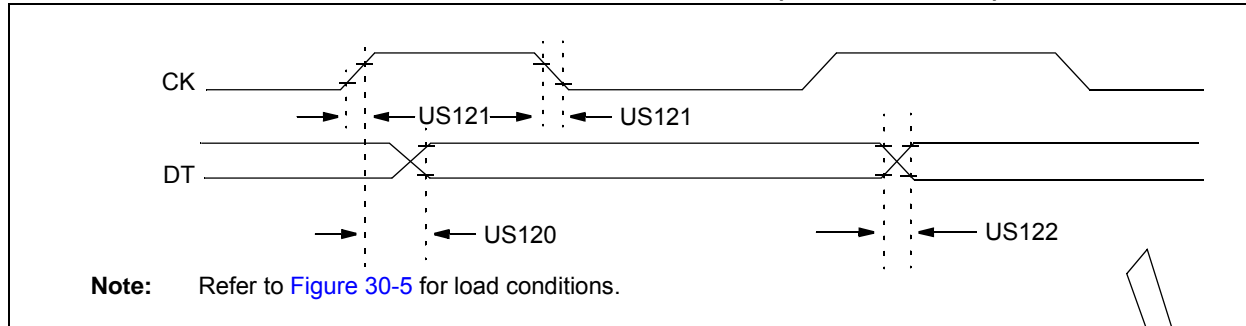 CK
US121
US121
DT
US120
US122
Note: Refer to Figure 30-5 for load conditions.